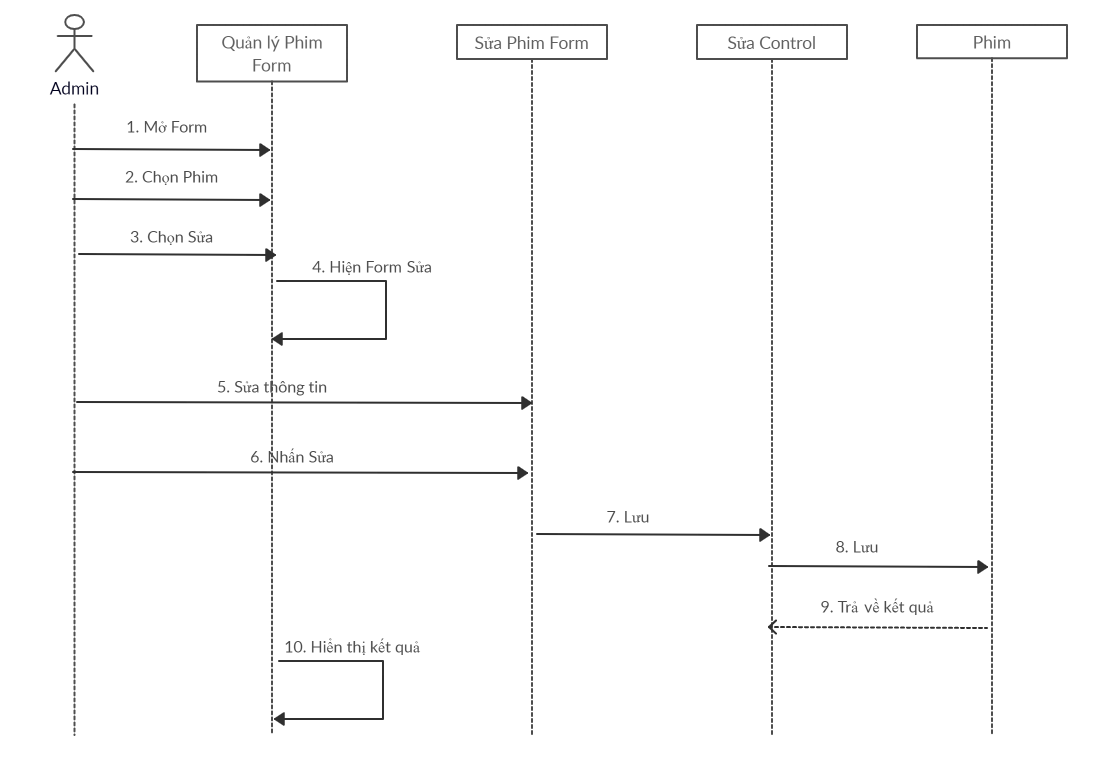 Admin
Quản lý Phim
Form
Sửa Phim Form
Sửa Control
Phim
1. Mở Form
2. Chọn Phim
3. Chọn Sửa
4. Hiện Form Sửa
5. Sửa thông tin
6. Nhấn Sửa
7. Lưu
8. Lưu
9. Trả về kết quả
10. Hiển thị kết quả